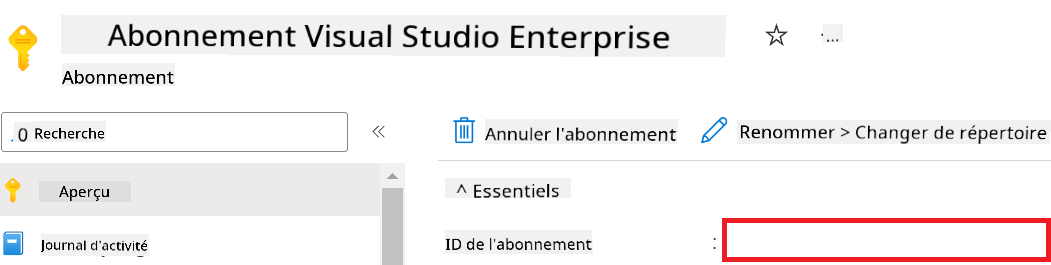 Abonnement Visual Studio Enterprise
...
Abonnement
0 Recherche
«
Annuler l'abonnement
Renommer > Changer de répertoire
Aperçu
^ Essentiels
Journal d'activité
ID de l'abonnement :